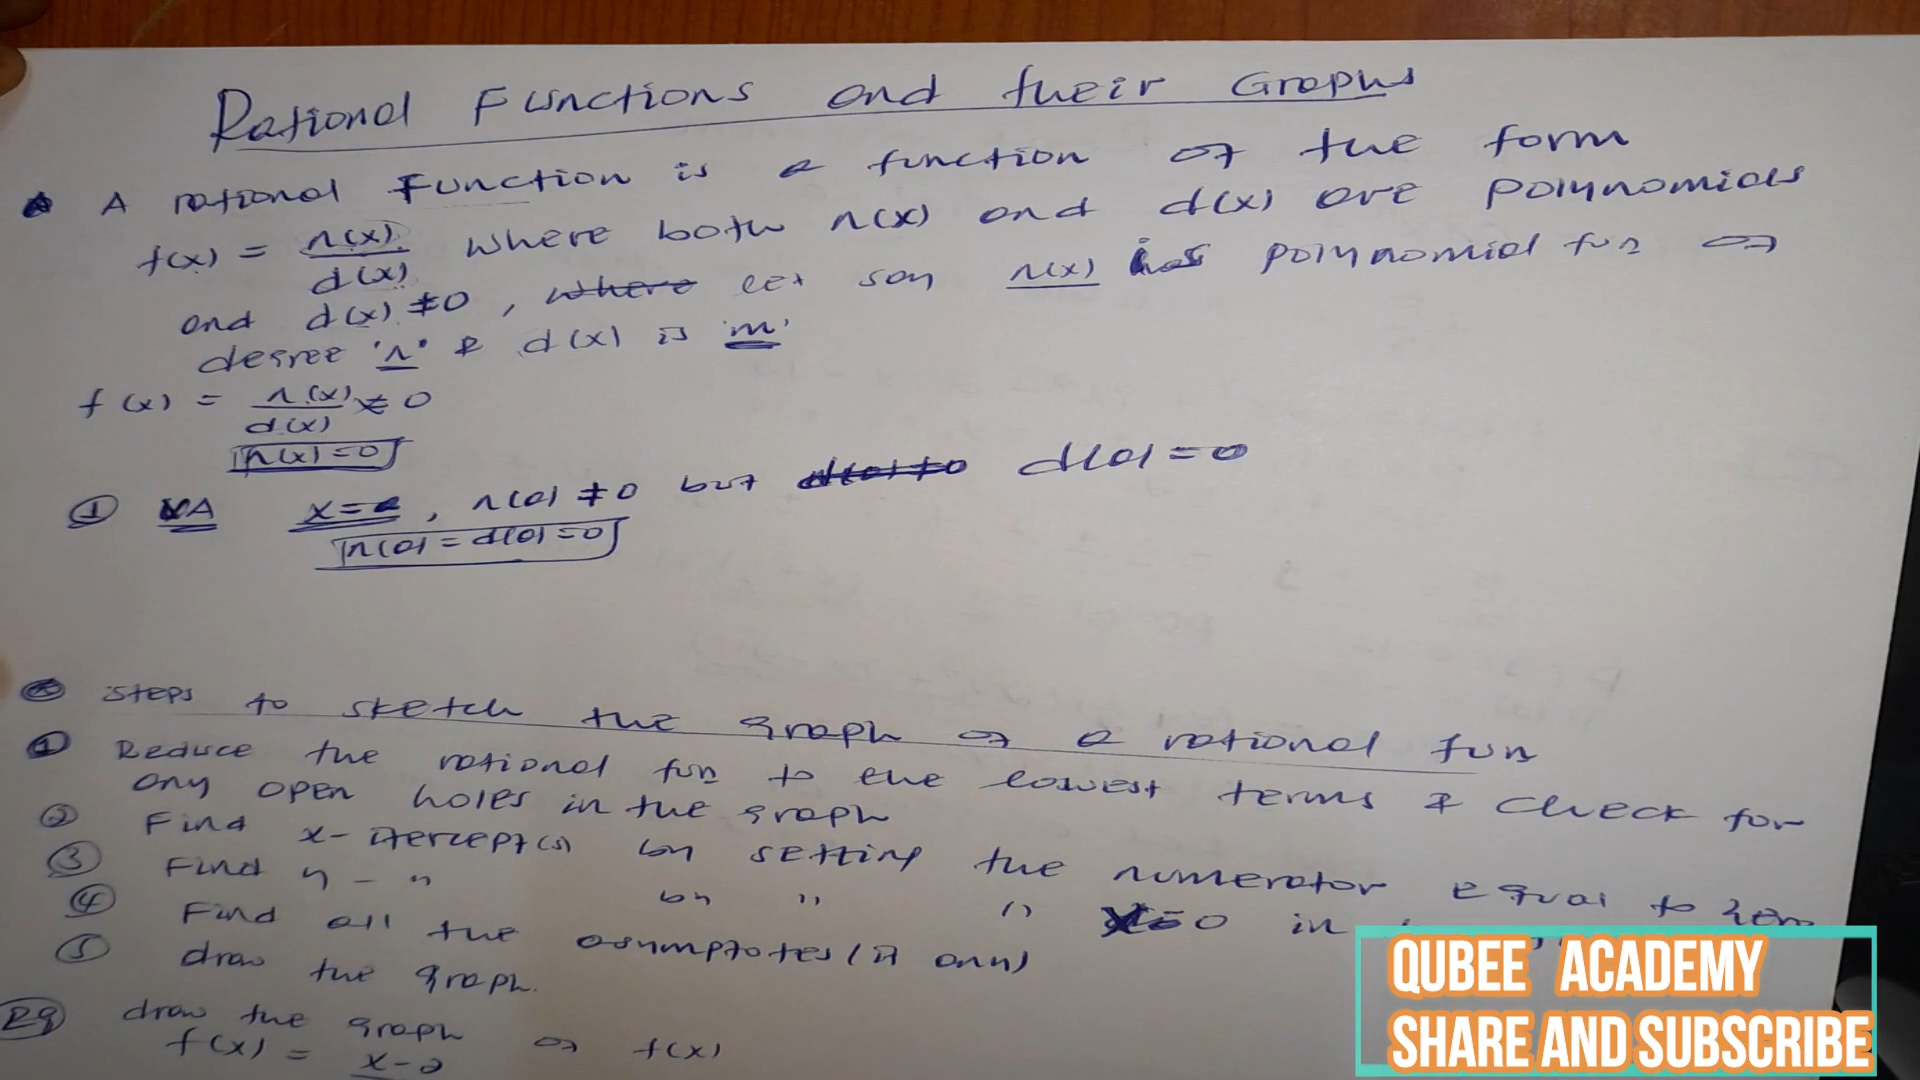 Rational Functions and their Graphs
A rational Function is a function of the form
f(x) = n(x)/d(x) where both n(x) and d(x) are polynomials
and d(x) ≠ 0, where let say n(x) has polynomial fun of
degree 'n' & d(x) is 'm'
f(x) = n(x)/d(x) ≠ 0
n(x) = 0
① VA x=a, n(a) ≠ 0 but d(a) ≠ 0 d(a) = 0
n(a) = d(a) = 0
steps to sketch the graph of a rational fun
① Reduce the rational fun to the lowest terms & check for
any open holes in the graph
② Find x-itercept(s) by setting the numerator equal to zero
③ Find y - " by " " x=0 in
④ Find all the asymptotes (if any)
⑤ draw the graph.
Eg draw the graph of f(x)
f(x) = x-2
QUBEE ACADEMY
SHARE AND SUBSCRIBE